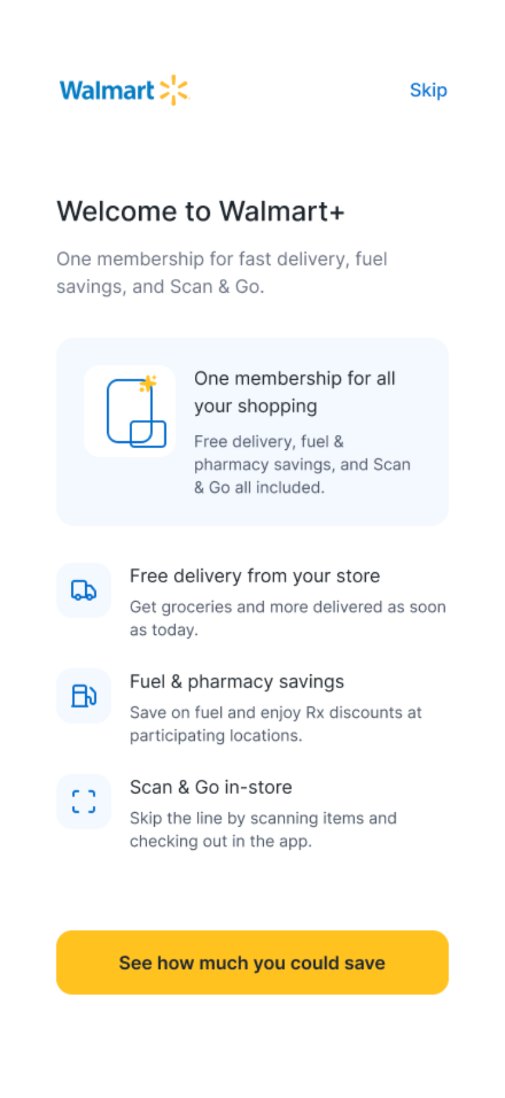 Walmart
Skip
Welcome to Walmart+
One membership for fast delivery, fuel
savings, and Scan & Go.
One membership for all
your shopping
Free delivery, fuel &
pharmacy savings, and Scan
& Go all included.
Free delivery from your store
Get groceries and more delivered as soon
as today.
Fuel & pharmacy savings
Save on fuel and enjoy Rx discounts at
participating locations.
Scan & Go in-store
Skip the line by scanning items and
checking out in the app.
See how much you could save